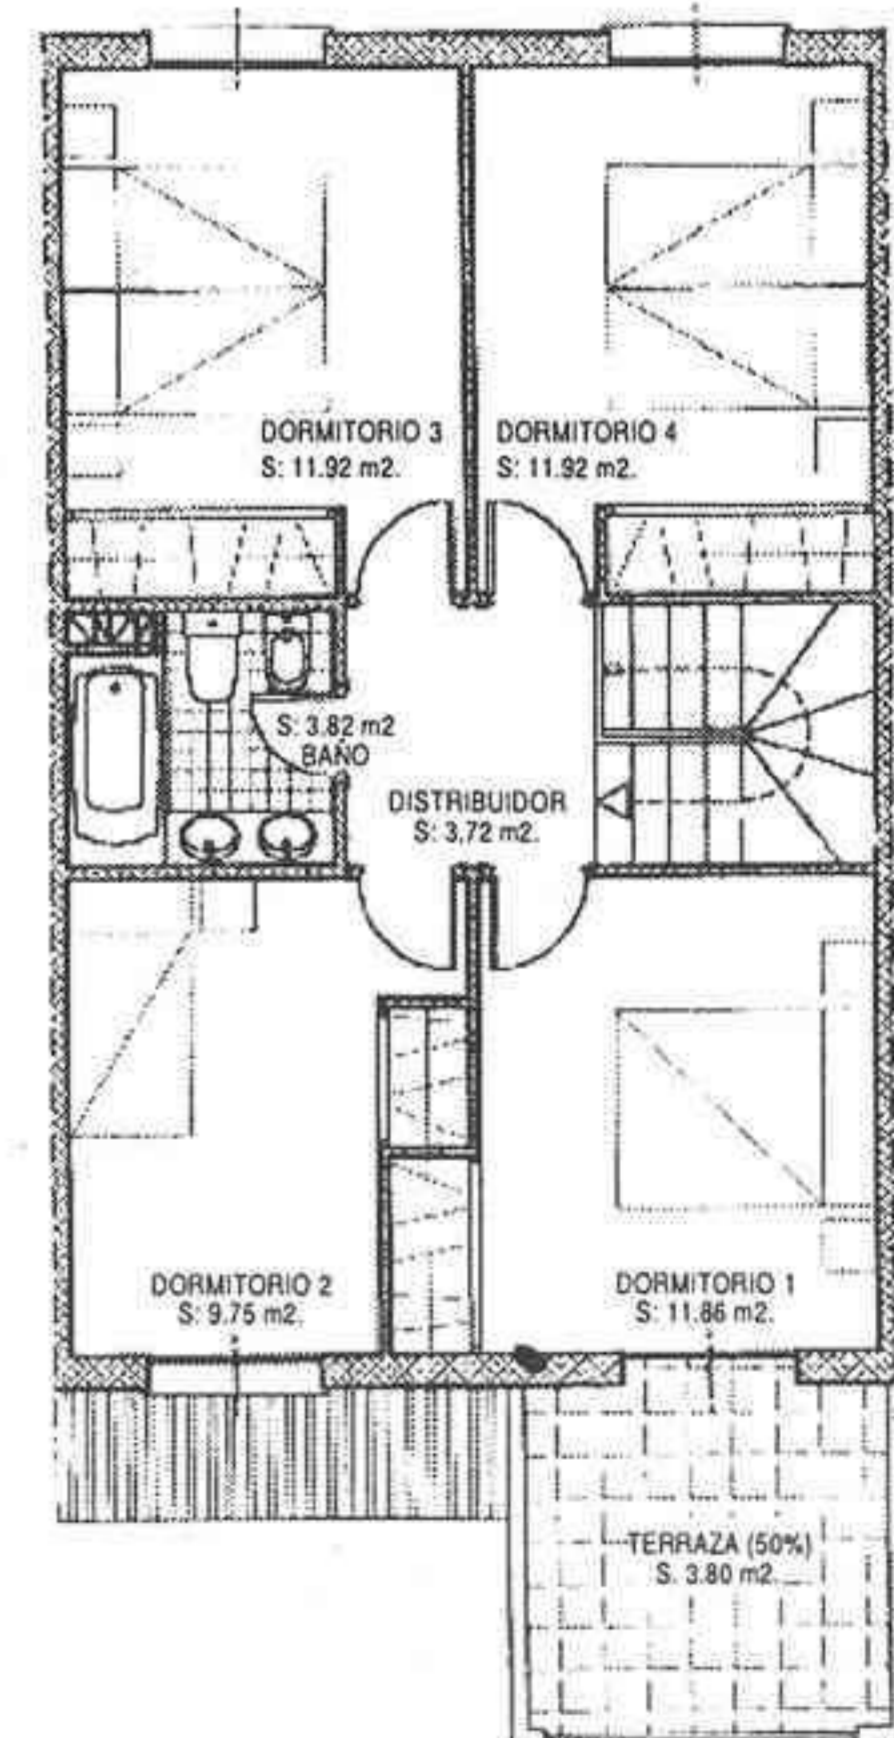 DORMITORIO 3
S: 11.92 m2.
DORMITORIO 4
S: 11.92 m2.
S: 3.82 m2
BAÑO
DISTRIBUIDOR
S: 3,72 m2.
DORMITORIO 2
S: 9.75 m2.
DORMITORIO 1
S: 11.86 m2.
TERRAZA (50%)
S. 3.80 m2.